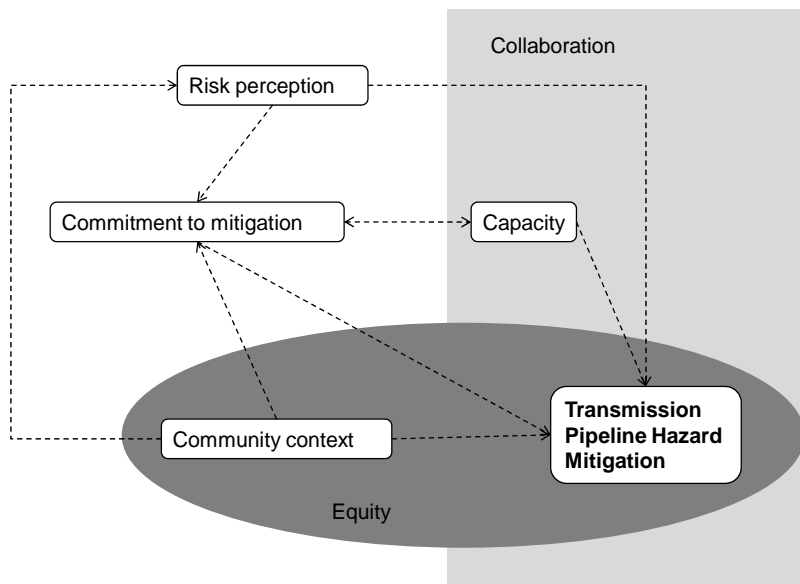 Collaboration
Risk perception
Commitment to mitigation
Capacity
Transmission
Pipeline Hazard
Mitigation
Community context
Equity